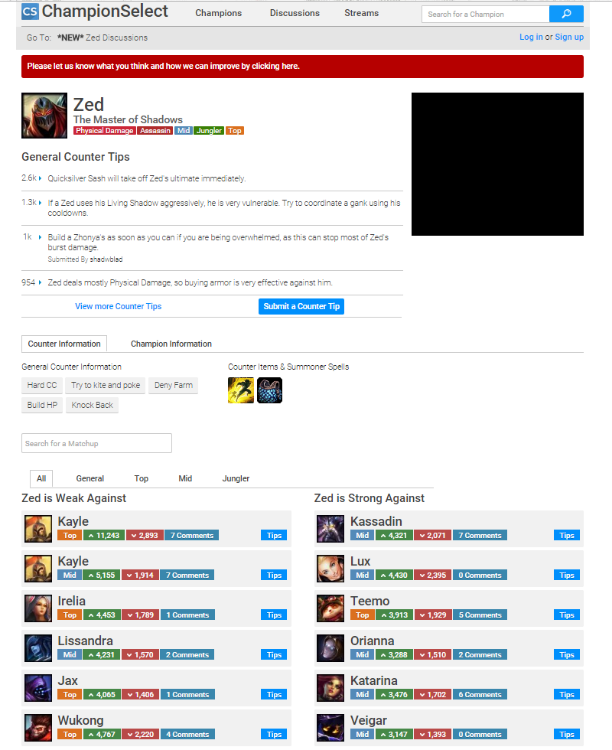 CS ChampionSelect Champions Discussions Streams Search for a Champion
Go To: *NEW* Zed Discussions Log in or Sign up
Please let us know what you think and how we can improve by clicking here.
Zed
The Master of Shadows
Physical Damage Assassin Mid Jungler Top
General Counter Tips
2.6k Quicksilver Sash will take off Zed's ultimate immediately.
1.3k If a Zed uses his Living Shadow aggressively, he is very vulnerable. Try to coordinate a gank using his
cooldowns.
1k Build a Zhonya's as soon as you can if you are being overwhelmed, as this can stop most of Zed's
burst damage.
Submitted By shadwblad
954 Zed deals mostly Physical Damage, so buying armor is very effective against him.
View more Counter Tips Submit a Counter Tip
Counter Information Champion Information
General Counter Information Counter Items & Summoner Spells
Hard CC Try to kite and poke Deny Farm
Build HP Knock Back
Search for a Matchup
All General Top Mid Jungler
Zed is Weak Against Zed is Strong Against
Kayle Kassadin
Top 11,243 2,893 7 Comments Tips Mid 4,321 2,071 7 Comments Tips
Kayle Lux
Mid 5,155 1,914 7 Comments Tips Mid 4,430 2,395 0 Comments Tips
Irelia Teemo
Top 4,453 1,789 1 Comments Tips Top 3,913 1,929 5 Comments Tips
Lissandra Orianna
Mid 4,231 1,570 2 Comments Tips Mid 3,288 1,510 2 Comments Tips
Jax Katarina
Top 4,065 1,406 1 Comments Tips Mid 3,476 1,702 6 Comments Tips
Wukong Veigar
Top 4,767 2,220 4 Comments Tips Mid 3,147 1,393 0 Comments Tips